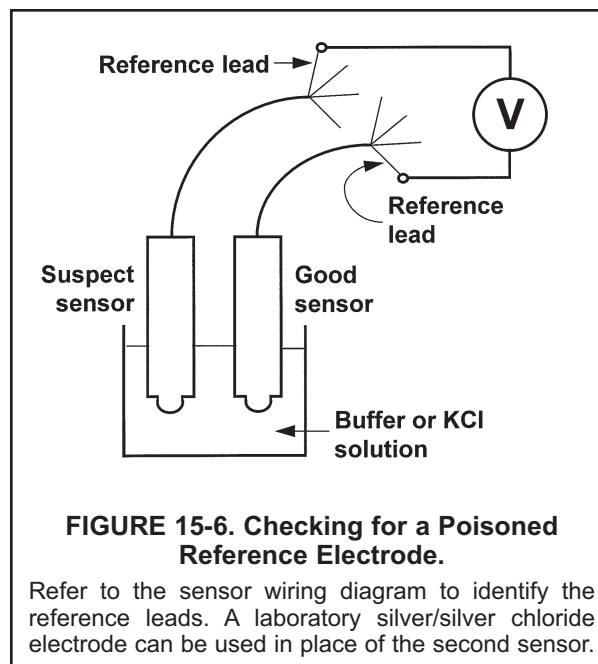 Reference lead
V
Reference
lead
Suspect
sensor
Good
sensor
Buffer or KCl
solution
FIGURE 15-6. Checking for a Poisoned
Reference Electrode.
Refer to the sensor wiring diagram to identify the
reference leads. A laboratory silver/silver chloride
electrode can be used in place of the second sensor.